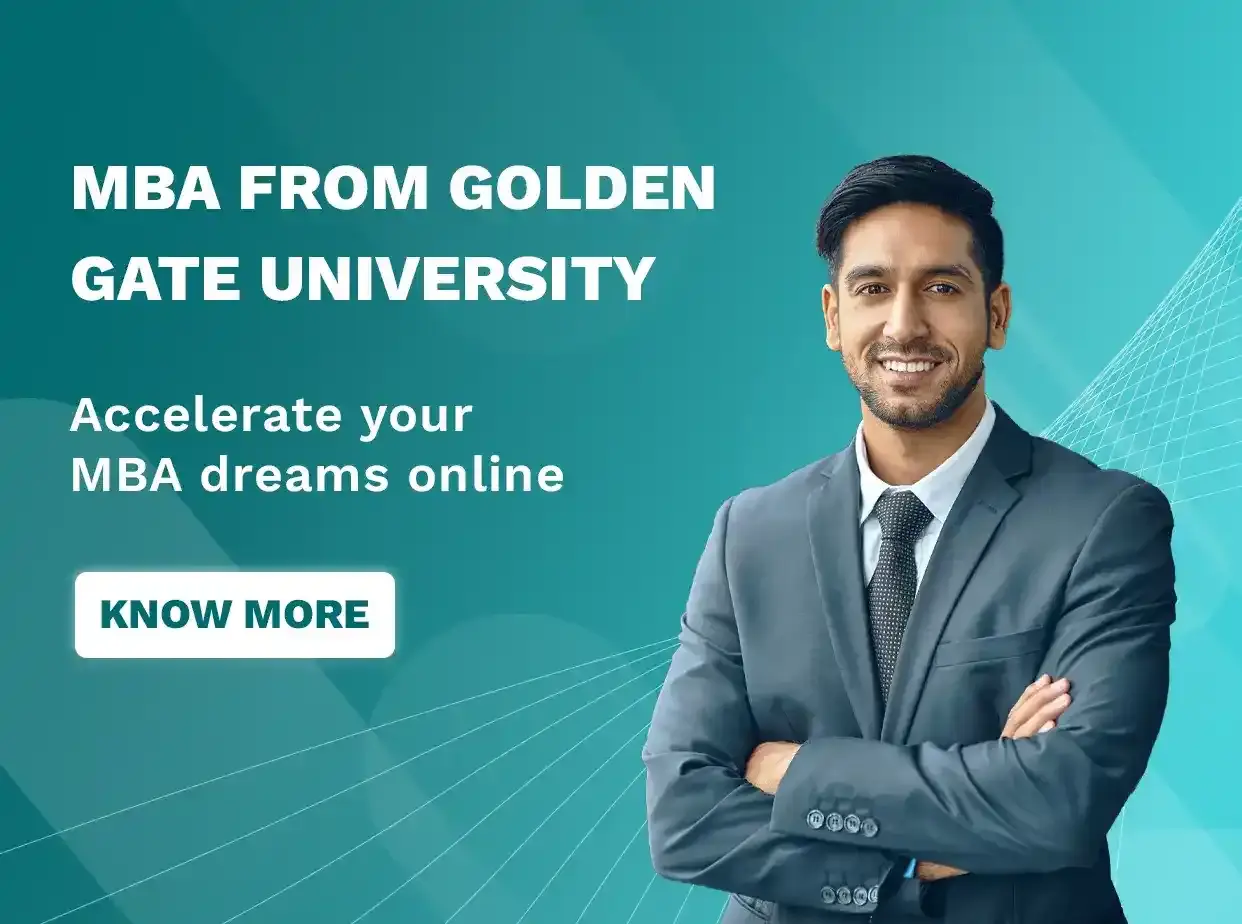 MBA FROM GOLDEN
GATE UNIVERSITY
Accelerate your
MBA dreams online
KNOW MORE